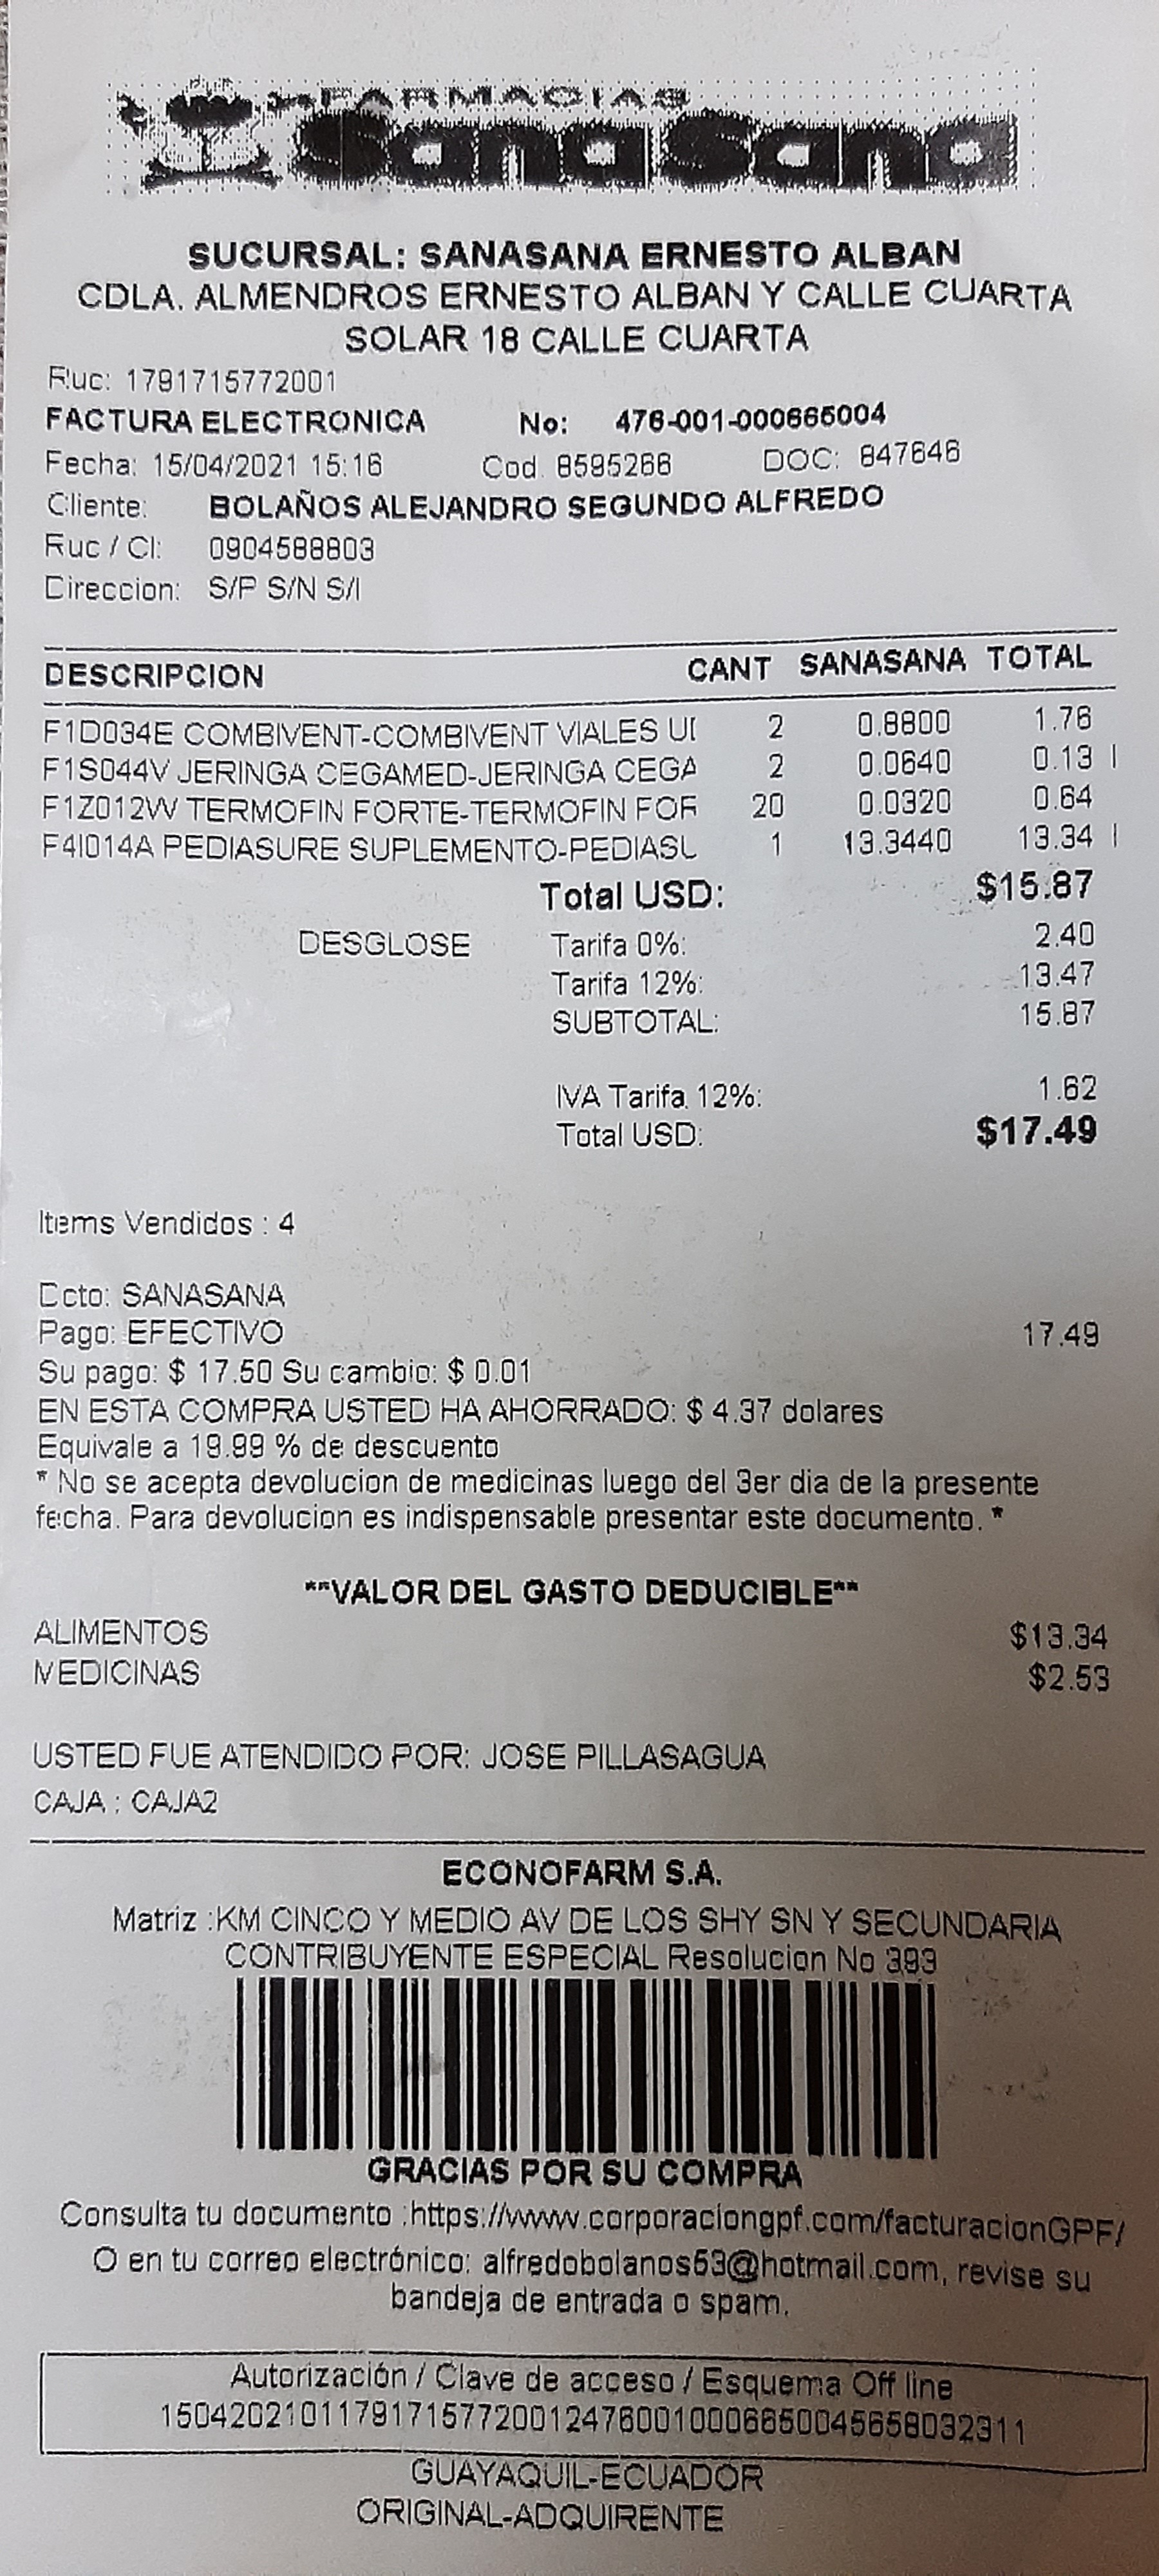 FARMACIAS
SanaSana
SUCURSAL: SANASANA ERNESTO ALBAN
CDLA. ALMENDROS ERNESTO ALBAN Y CALLE CUARTA
SOLAR 18 CALLE CUARTA
Ruc: 1791715772001
FACTURA ELECTRONICA No: 476-001-000665004
Fecha: 15/04/2021 15:16 Cod. 8595266 DOC: 847646
Cliente: BOLAÑOS ALEJANDRO SEGUNDO ALFREDO
Ruc / CI: 0904588803
Direccion: S/P S/N S/I
DESCRIPCION CANT SANASANA TOTAL
F1D034E COMBIVENT-COMBIVENT VIALES UI 2 0.8800 1.76
F1S044V JERINGA CEGAMED-JERINGA CEGA 2 0.0640 0.13 I
F1Z012W TERMOFIN FORTE-TERMOFIN FOR 20 0.0320 0.64
F4I014A PEDIASURE SUPLEMENTO-PEDIASU 1 13.3440 13.34 I
Total USD: $15.87
DESGLOSE Tarifa 0%: 2.40
Tarifa 12%: 13.47
SUBTOTAL: 15.87
IVA Tarifa 12%: 1.62
Total USD: $17.49
Items Vendidos : 4
Dcto: SANASANA
Pago: EFECTIVO 17.49
Su pago: $ 17.50 Su cambio: $ 0.01
EN ESTA COMPRA USTED HA AHORRADO: $ 4.37 dolares
Equivale a 19.99 % de descuento
* No se acepta devolucion de medicinas luego del 3er dia de la presente
fecha. Para devolucion es indispensable presentar este documento. *
**VALOR DEL GASTO DEDUCIBLE**
ALIMENTOS $13.34
MEDICINAS $2.53
USTED FUE ATENDIDO POR: JOSE PILLASAGUA
CAJA : CAJA2
ECONOFARM S.A.
Matriz :KM CINCO Y MEDIO AV DE LOS SHY SN Y SECUNDARIA
CONTRIBUYENTE ESPECIAL Resolucion No 393
GRACIAS POR SU COMPRA
Consulta tu documento :https://www.corporaciongpf.com/facturacionGPF/
O en tu correo electrónico: alfredobolanos53@hotmail.com, revise su
bandeja de entrada o spam.
Autorización / Clave de acceso / Esquema Off line
1504202101179171577200124760010006650045658032311
GUAYAQUIL-ECUADOR
ORIGINAL-ADQUIRENTE